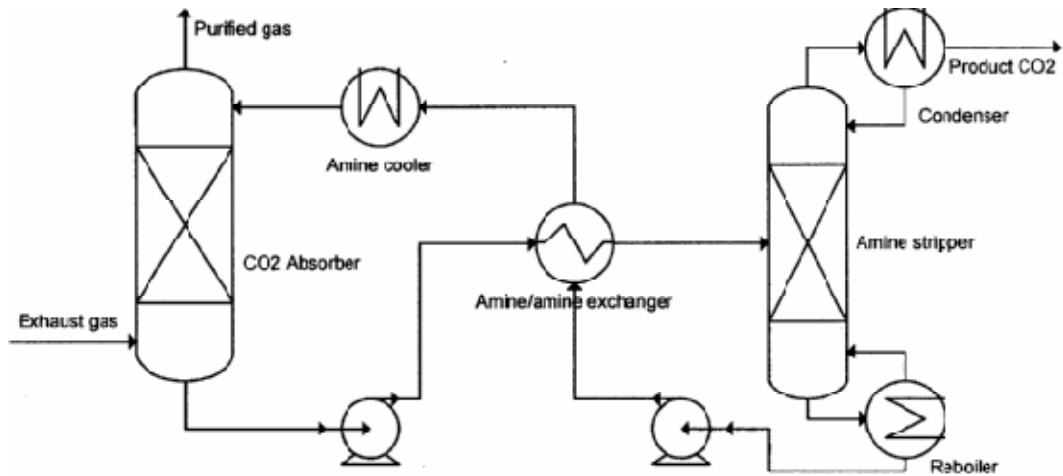 Purified gas
Product CO2
Condenser
Amine cooler
Amine stripper
CO2 Absorber
Amine/amine exchanger
Exhaust gas
Reboiler